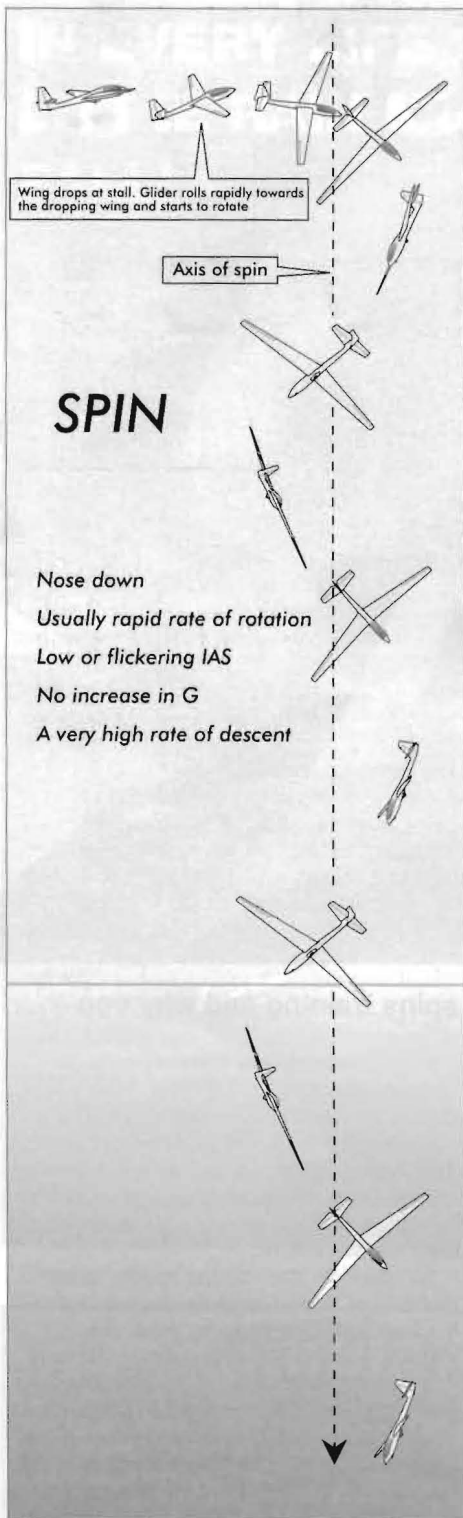 Wing drops at stall. Glider rolls rapidly towards
the dropping wing and starts to rotate
Axis of spin
SPIN
Nose down
Usually rapid rate of rotation
Low or flickering IAS
No increase in G
A very high rate of descent